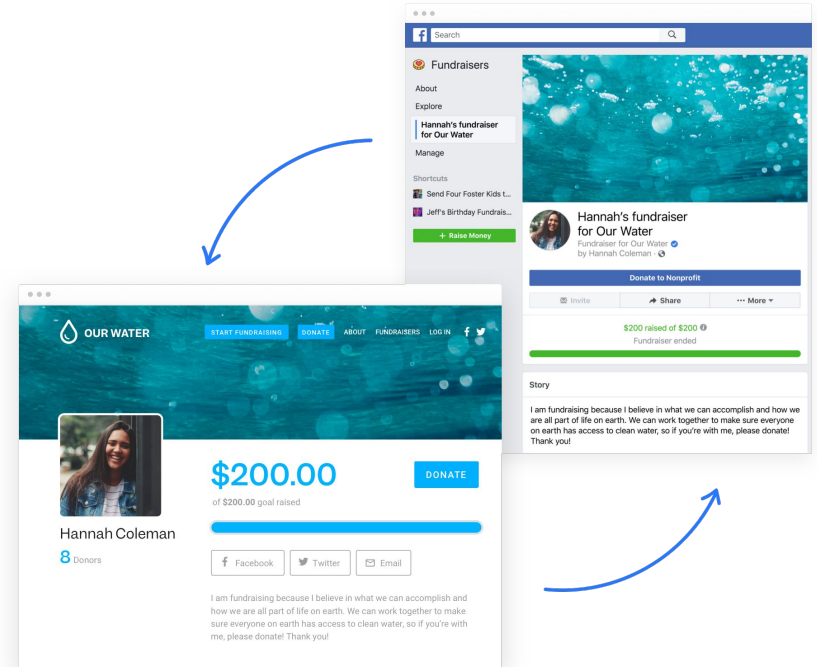 Search
Fundraisers
About
Explore
Hannah's fundraiser
for Our Water
Manage
Shortcuts
Send Four Foster Kids t...
Jeff's Birthday Fundrais...
+ Raise Money
Hannah's fundraiser
for Our Water
Fundraiser for Our Water
by Hannah Coleman ·
Donate to Nonprofit
Invite
Share
··· More
$200 raised of $200
Fundraiser ended
Story
I am fundraising because I believe in what we can accomplish and how we
are all part of life on earth. We can work together to make sure everyone
on earth has access to clean water, so if you're with me, please donate!
Thank you!
OUR WATER
START FUNDRAISING
DONATE
ABOUT
FUNDRAISERS
LOG IN
$200.00
DONATE
of $200.00 goal raised
Hannah Coleman
8 Donors
Facebook
Twitter
Email
I am fundraising because I believe in what we can accomplish and
how we are all part of life on earth. We can work together to make
sure everyone on earth has access to clean water, so if you're with
me, please donate! Thank you!